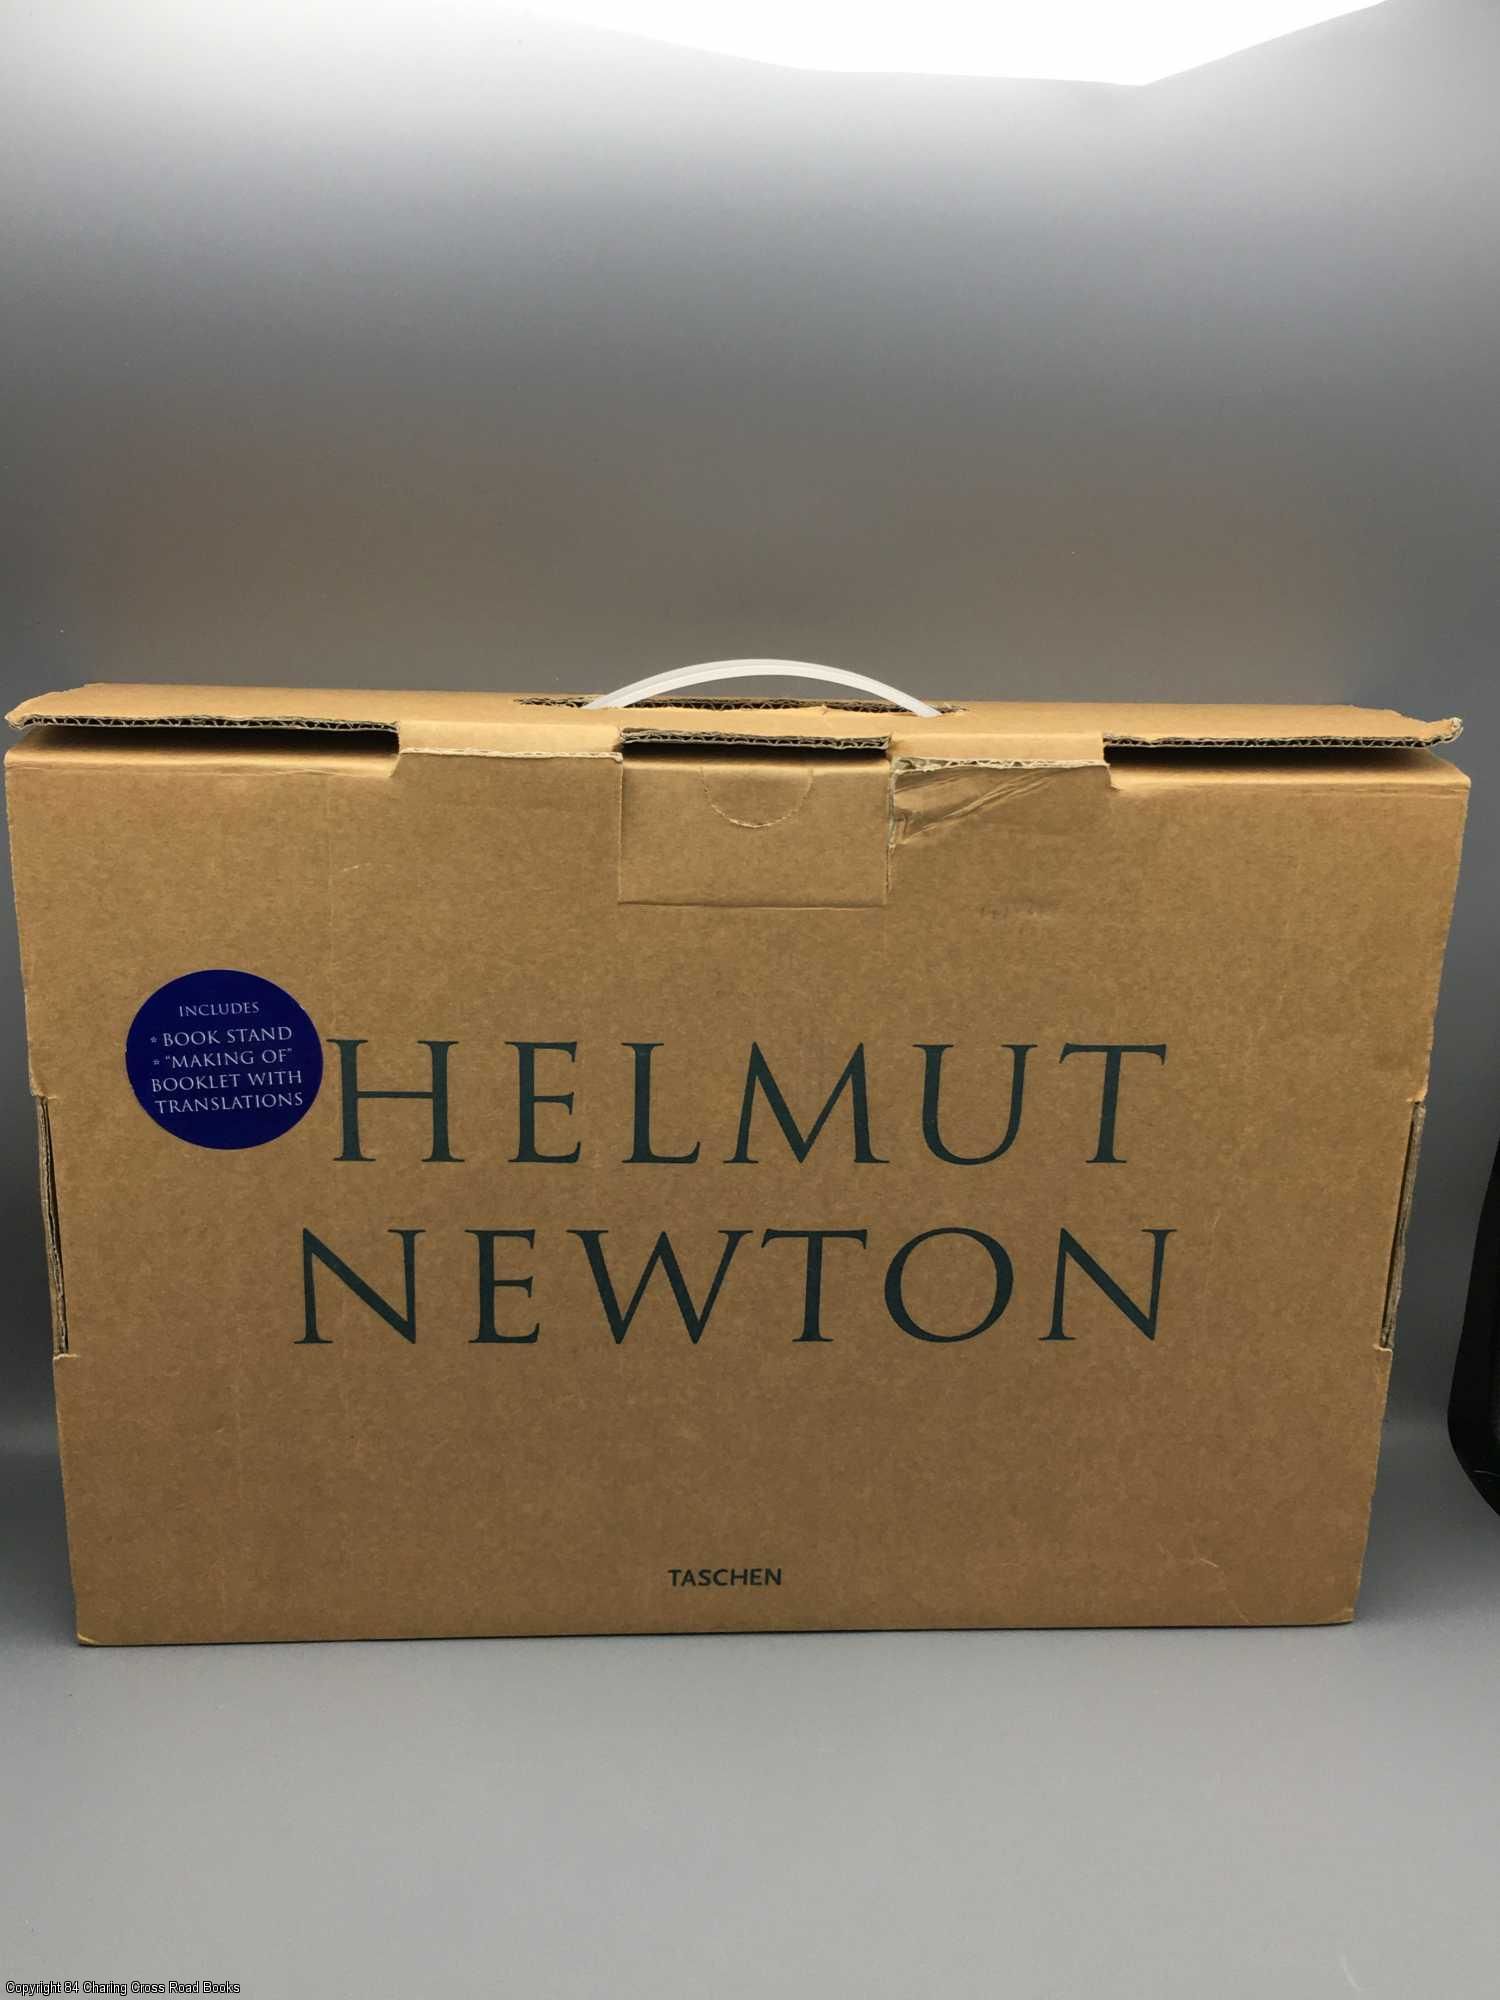 INCLUDES
* BOOK STAND
* "MAKING OF"
BOOKLET WITH
TRANSLATIONS
HELMUT
NEWTON
TASCHEN
Copyright 84 Charing Cross Road Books